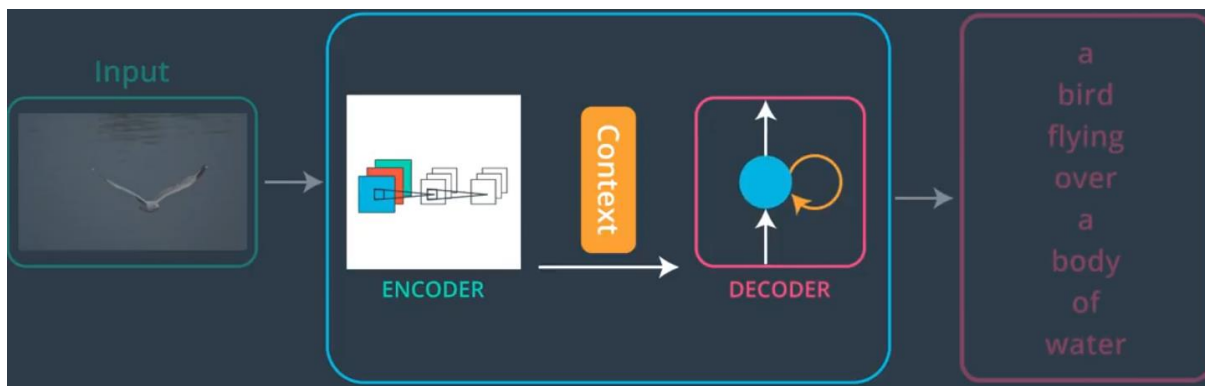 Input
ENCODER
Context
DECODER
a
bird
flying
over
a
body
of
water